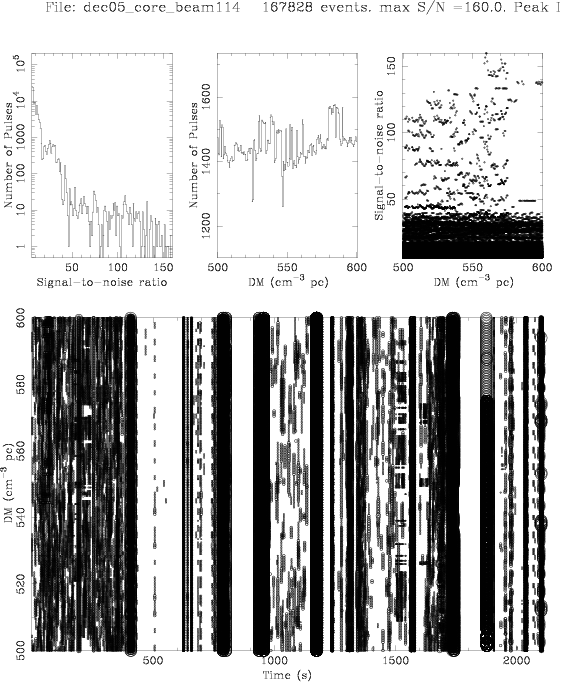 File: dec05_core_beam114 167828 events. max S/N =160.0. Peak
Number of Pulses
10⁵
10⁴
1000
100
10
1
50 100 150
Signal-to-noise ratio
Number of Pulses
1600
1400
1200
500 550 600
DM (cm⁻³ pc)
Signal-to-noise ratio
150
100
50
500 550 600
DM (cm⁻³ pc)
DM (cm⁻³ pc)
600
580
560
540
520
500
500 1000 1500 2000
Time (s)